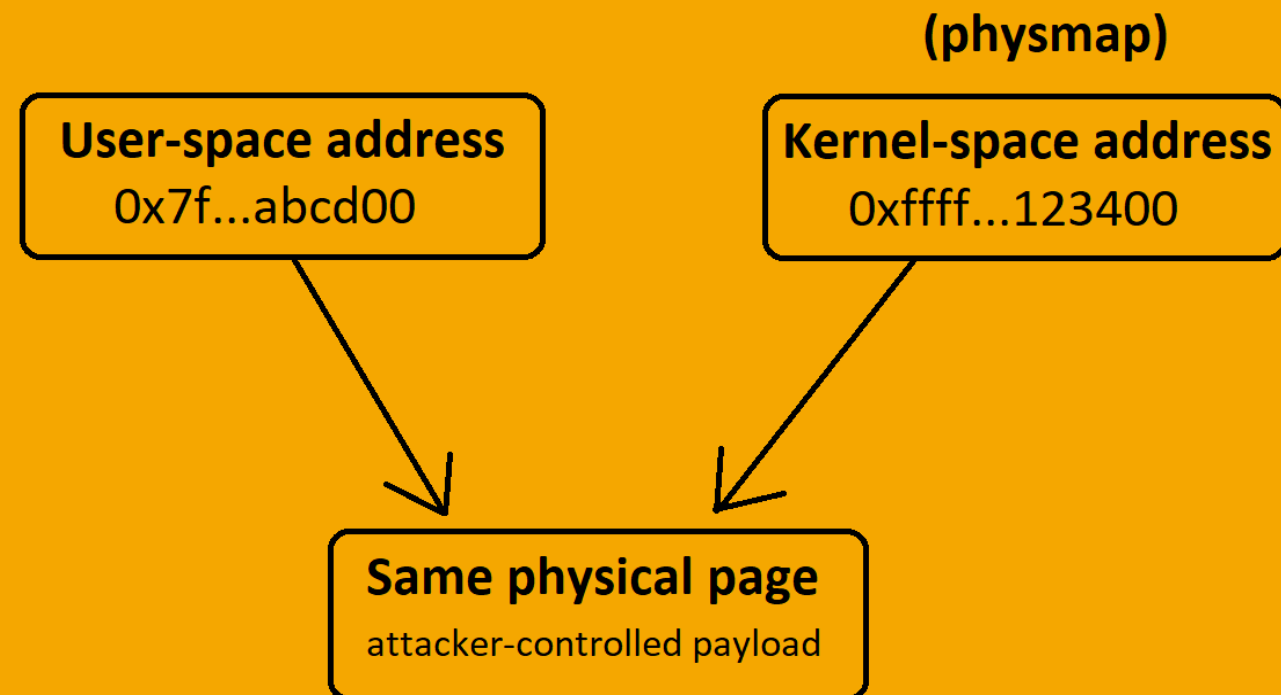 (physmap)
User-space address
0x7f...abcd00
Kernel-space address
0xffff...123400
Same physical page
attacker-controlled payload